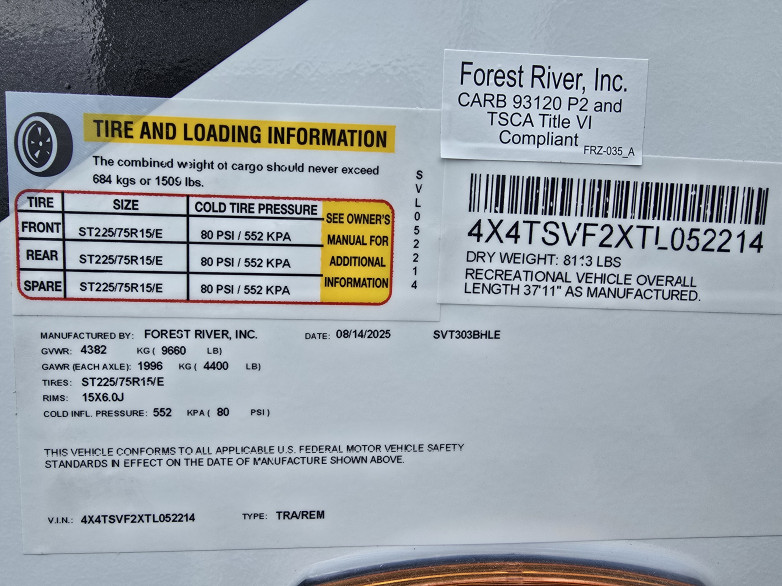 Forest River, Inc.
CARB 93120 P2 and
TSCA Title VI
Compliant
FRZ-035_A
TIRE AND LOADING INFORMATION
The combined weight of cargo should never exceed
684 kgs or 1509 lbs.
TIRE SIZE COLD TIRE PRESSURE
FRONT ST225/75R15/E 80 PSI / 552 KPA
REAR ST225/75R15/E 80 PSI / 552 KPA
SPARE ST225/75R15/E 80 PSI / 552 KPA
SEE OWNER'S
MANUAL FOR
ADDITIONAL
INFORMATION
SVL052214
4X4TSVF2XTL052214
DRY WEIGHT: 8113 LBS
RECREATIONAL VEHICLE OVERALL
LENGTH 37'11" AS MANUFACTURED.
MANUFACTURED BY: FOREST RIVER, INC. DATE: 08/14/2025 SVT303BHLE
GVWR: 4382 KG ( 9660 LB)
GAWR (EACH AXLE): 1996 KG ( 4400 LB)
TIRES: ST225/75R15/E
RIMS: 15X6.0J
COLD INFL. PRESSURE: 552 KPA ( 80 PSI )
THIS VEHICLE CONFORMS TO ALL APPLICABLE U.S. FEDERAL MOTOR VEHICLE SAFETY
STANDARDS IN EFFECT ON THE DATE OF MANUFACTURE SHOWN ABOVE.
V.I.N.: 4X4TSVF2XTL052214 TYPE: TRA/REM